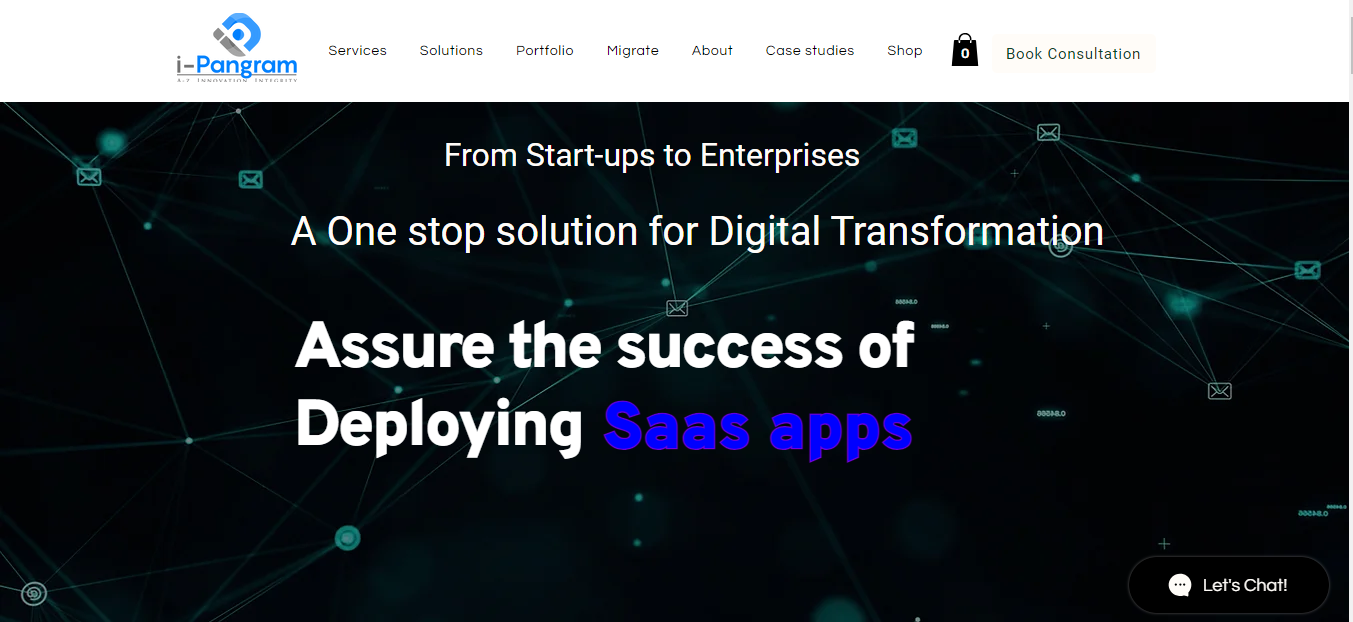 i-Pangram
A-Z Innovation Integrity
Services
Solutions
Portfolio
Migrate
About
Case studies
Shop
0
Book Consultation
From Start-ups to Enterprises
A One stop solution for Digital Transformation
Assure the success of
Deploying Saas apps
Let's Chat!